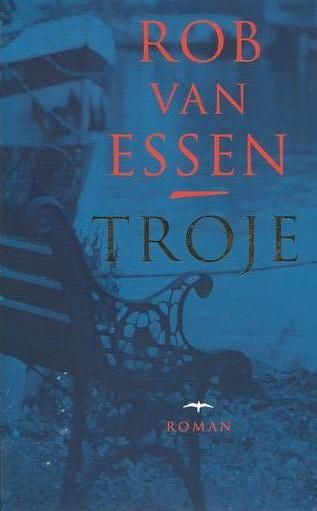 ROB
VAN
ESSEN
TROJE
ROMAN